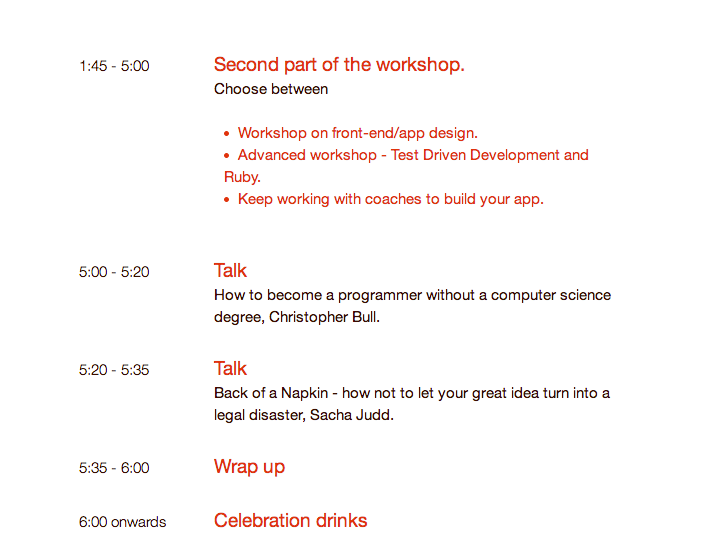 1:45 - 5:00 Second part of the workshop.
Choose between
• Workshop on front-end/app design.
• Advanced workshop - Test Driven Development and
Ruby.
• Keep working with coaches to build your app.
5:00 - 5:20 Talk
How to become a programmer without a computer science
degree, Christopher Bull.
5:20 - 5:35 Talk
Back of a Napkin - how not to let your great idea turn into a
legal disaster, Sacha Judd.
5:35 - 6:00 Wrap up
6:00 onwards Celebration drinks